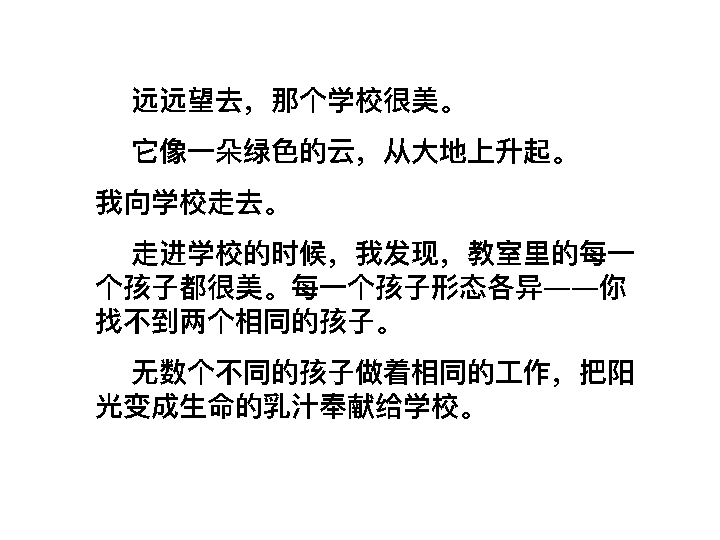 远远望去，那个学校很美。
它像一朵绿色的云，从大地上升起。
我向学校走去。
走进学校的时候，我发现，教室里的每一
个孩子都很美。每一个孩子形态各异——你
找不到两个相同的孩子。
无数个不同的孩子做着相同的工作，把阳
光变成生命的乳汁奉献给学校。